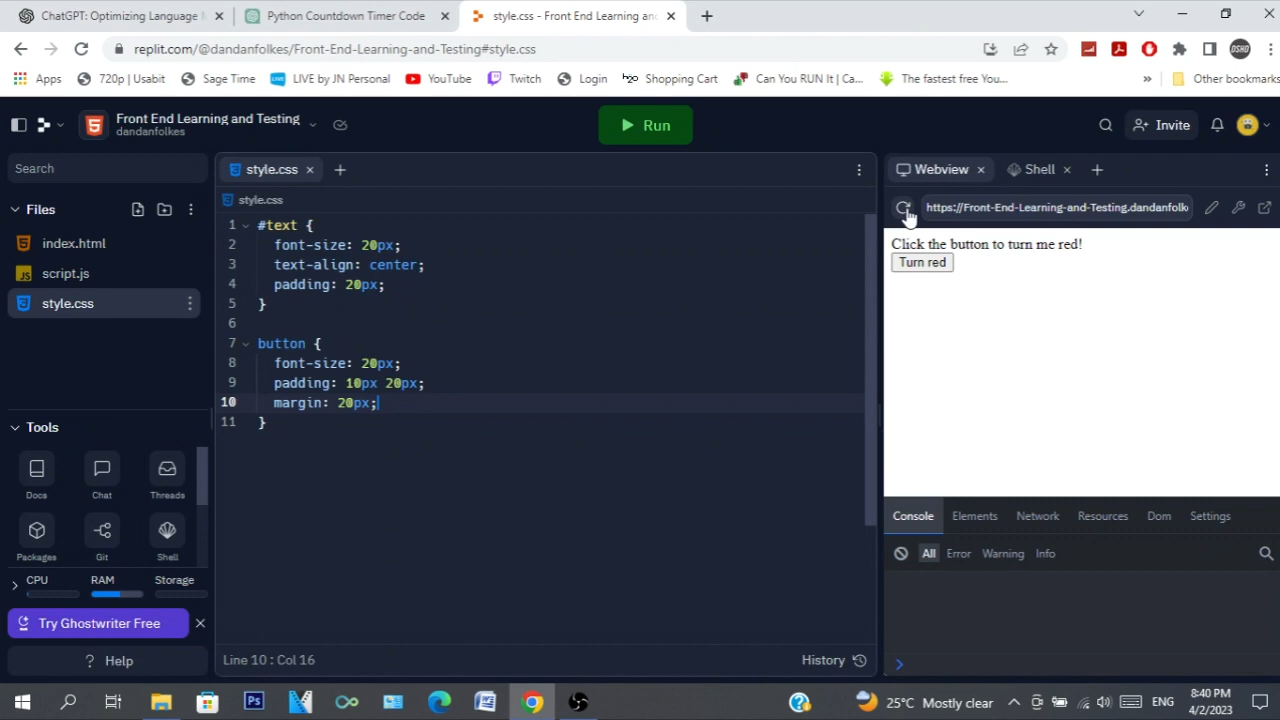 ChatGPT: Optimizing Language M
Python Countdown Timer Code
style.css - Front End Learning and
replit.com/@dandanfolkes/Front-End-Learning-and-Testing#style.css
OSHO
Apps
720p | Usabit
Sage Time
LIVE by JN Personal
YouTube
Twitch
Login
Shopping Cart
Can You RUN It | Ca...
The fastest free You...
»
Other bookmarks
Front End Learning and Testing
dandanfolkes
Run
Invite
Search
style.css
Webview
Shell
Files
style.css
https://Front-End-Learning-and-Testing.dandanfolk
index.html
script.js
style.css
1 #text {
2 font-size: 20px;
3 text-align: center;
4 padding: 20px;
5 }
6
7 button {
8 font-size: 20px;
9 padding: 10px 20px;
10 margin: 20px;
11 }
Click the button to turn me red!
Turn red
Tools
Docs
Chat
Threads
Packages
Git
Shell
CPU
RAM
Storage
Try Ghostwriter Free
? Help
Line 10 : Col 16
History
Console
Elements
Network
Resources
Dom
Settings
All
Error
Warning
Info
25°C Mostly clear
ENG
8:40 PM
4/2/2023